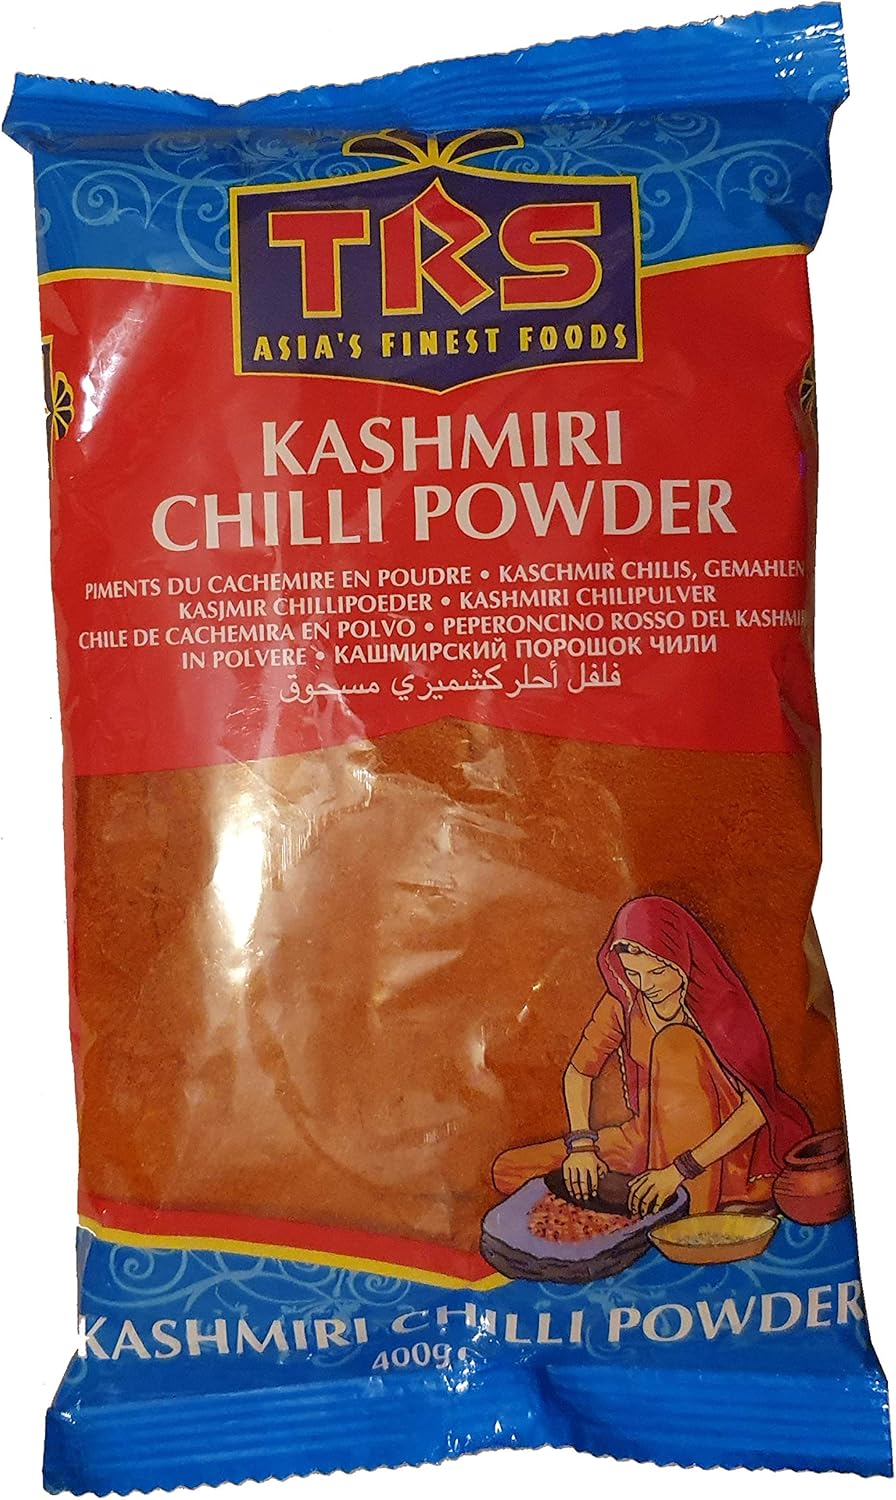 TRS
ASIA'S FINEST FOODS
KASHMIRI
CHILLI POWDER
PIMENTS DU CACHEMIRE EN POUDRE • KASCHMIR CHILIS, GEMAHLEN
KASJMIR CHILLIPOEDER • KASHMIRI CHILIPULVER
CHILE DE CACHEMIRA EN POLVO • PEPERONCINO ROSSO DEL KASHMIR
IN POLVERE • КАШМИРСКИЙ ПОРОШОК ЧИЛИ
فلفل أحلر كشميري مسحوق
KASHMIRI CHILLI POWDER
400g